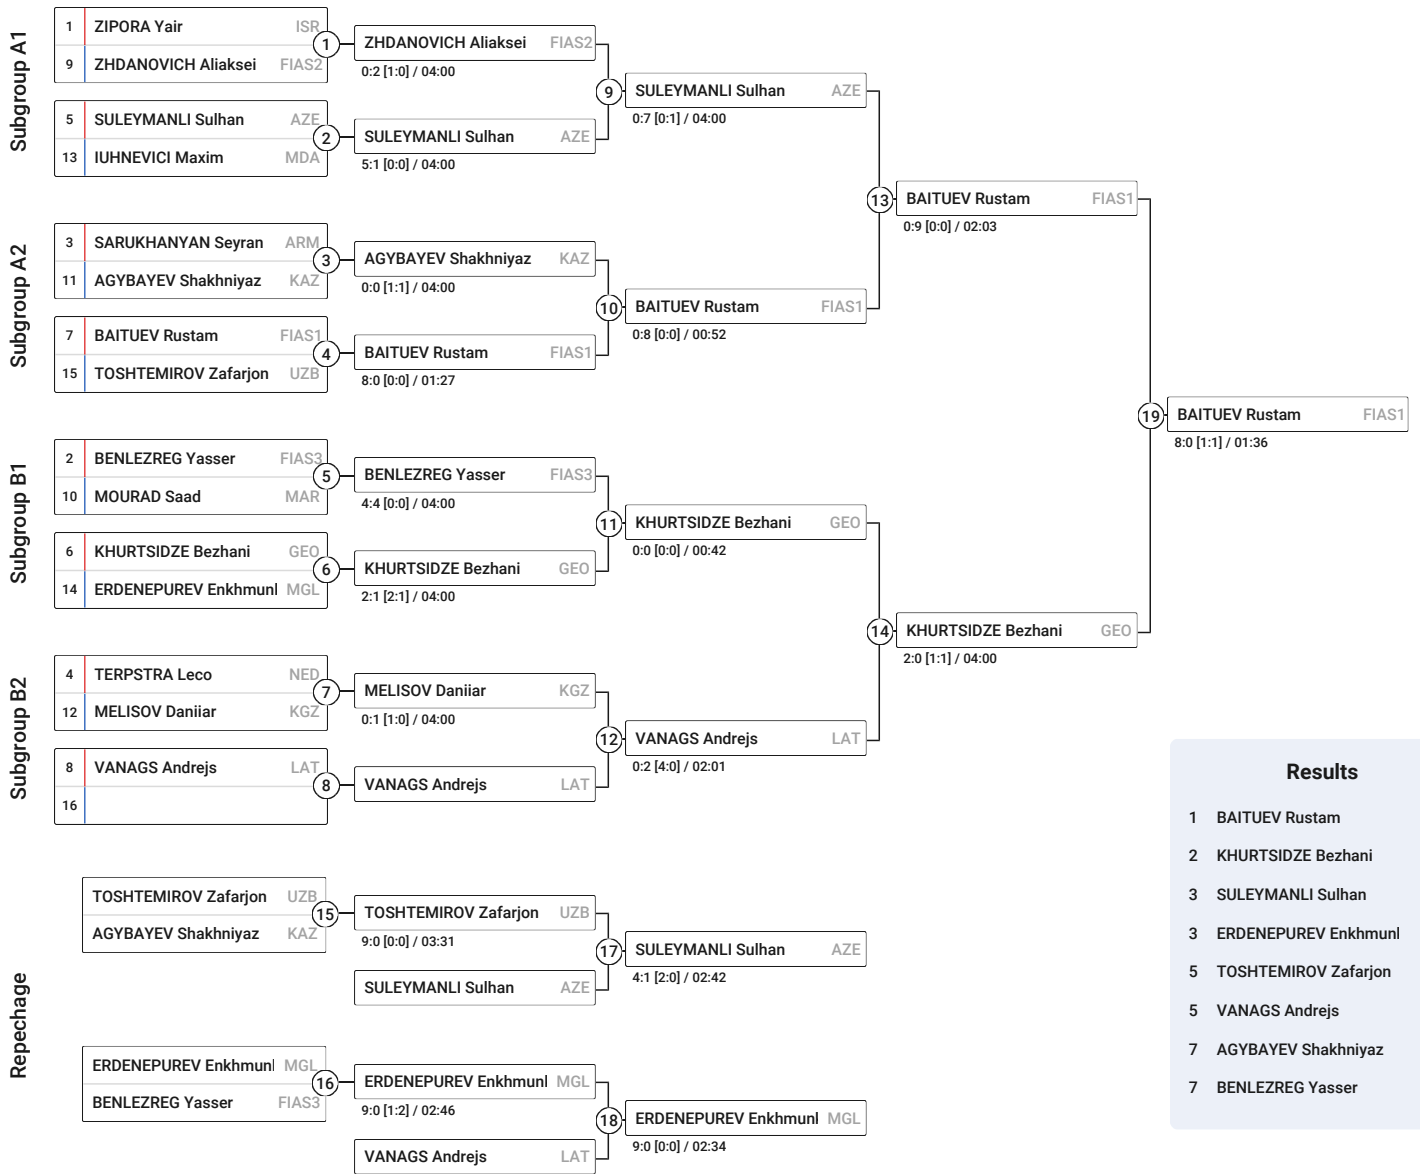 Subgroup A1
1 ZIPORA Yair ISR
9 ZHDANOVICH Aliaksei FIAS2
1
ZHDANOVICH Aliaksei FIAS2
0:2 [1:0] / 04:00
5 SULEYMANLI Sulhan AZE
13 IUHNEVICI Maxim MDA
2
SULEYMANLI Sulhan AZE
5:1 [0:0] / 04:00
9
SULEYMANLI Sulhan AZE
0:7 [0:1] / 04:00
Subgroup A2
3 SARUKHANYAN Seyran ARM
11 AGYBAYEV Shakhniyaz KAZ
3
AGYBAYEV Shakhniyaz KAZ
0:0 [1:1] / 04:00
7 BAITUEV Rustam FIAS1
15 TOSHTEMIROV Zafarjon UZB
4
BAITUEV Rustam FIAS1
8:0 [0:0] / 01:27
10
BAITUEV Rustam FIAS1
0:8 [0:0] / 00:52
13
BAITUEV Rustam FIAS1
0:9 [0:0] / 02:03
Subgroup B1
2 BENLEZREG Yasser FIAS3
10 MOURAD Saad MAR
5
BENLEZREG Yasser FIAS3
4:4 [0:0] / 04:00
6 KHURTSIDZE Bezhani GEO
14 ERDENEPUREV Enkhmunl MGL
6
KHURTSIDZE Bezhani GEO
2:1 [2:1] / 04:00
11
KHURTSIDZE Bezhani GEO
0:0 [0:0] / 00:42
Subgroup B2
4 TERPSTRA Leco NED
12 MELISOV Daniiar KGZ
7
MELISOV Daniiar KGZ
0:1 [1:0] / 04:00
8 VANAGS Andrejs LAT
16
8
VANAGS Andrejs LAT
12
VANAGS Andrejs LAT
0:2 [4:0] / 02:01
14
KHURTSIDZE Bezhani GEO
2:0 [1:1] / 04:00
19
BAITUEV Rustam FIAS1
8:0 [1:1] / 01:36
Repechage
TOSHTEMIROV Zafarjon UZB
AGYBAYEV Shakhniyaz KAZ
15
TOSHTEMIROV Zafarjon UZB
9:0 [0:0] / 03:31
SULEYMANLI Sulhan AZE
17
SULEYMANLI Sulhan AZE
4:1 [2:0] / 02:42
ERDENEPUREV Enkhmunl MGL
BENLEZREG Yasser FIAS3
16
ERDENEPUREV Enkhmunl MGL
9:0 [1:2] / 02:46
VANAGS Andrejs LAT
18
ERDENEPUREV Enkhmunl MGL
9:0 [0:0] / 02:34
Results
1 BAITUEV Rustam
2 KHURTSIDZE Bezhani
3 SULEYMANLI Sulhan
3 ERDENEPUREV Enkhmunl
5 TOSHTEMIROV Zafarjon
5 VANAGS Andrejs
7 AGYBAYEV Shakhniyaz
7 BENLEZREG Yasser